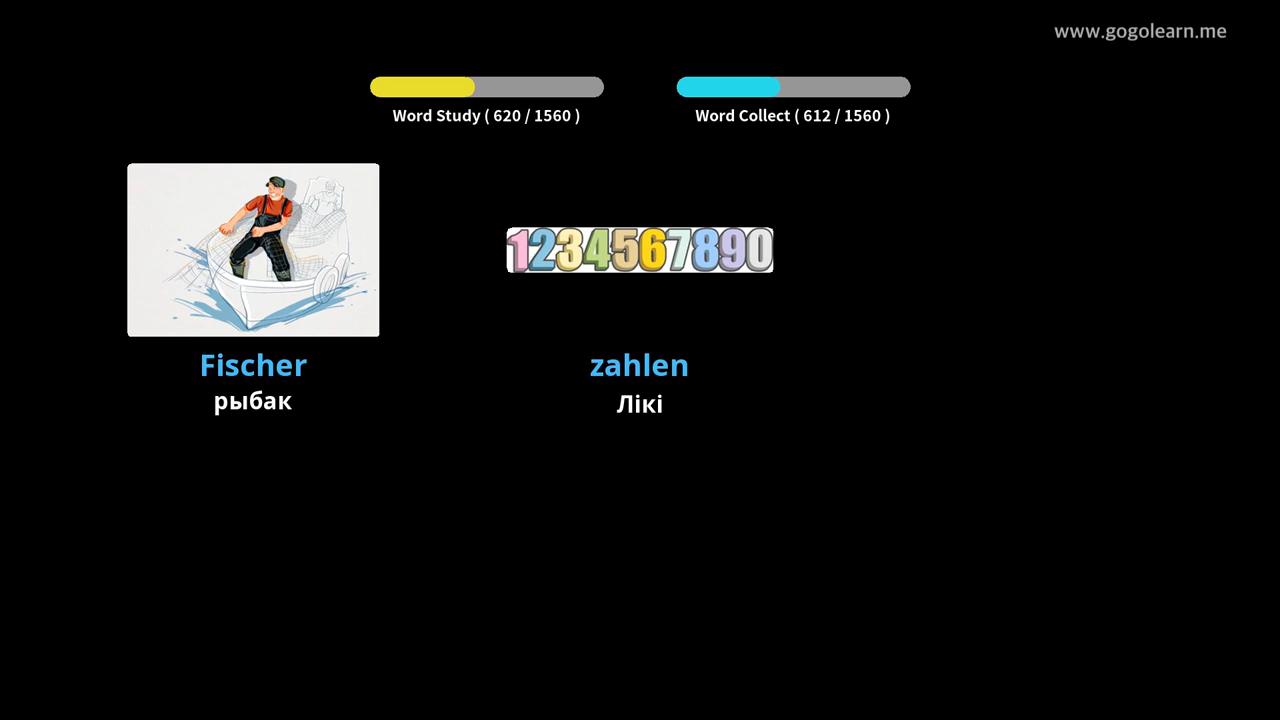 www.gogolearn.me
Word Study ( 620 / 1560 )
Word Collect ( 612 / 1560 )
1234567890
Fischer
рыбак
zahlen
Лікі